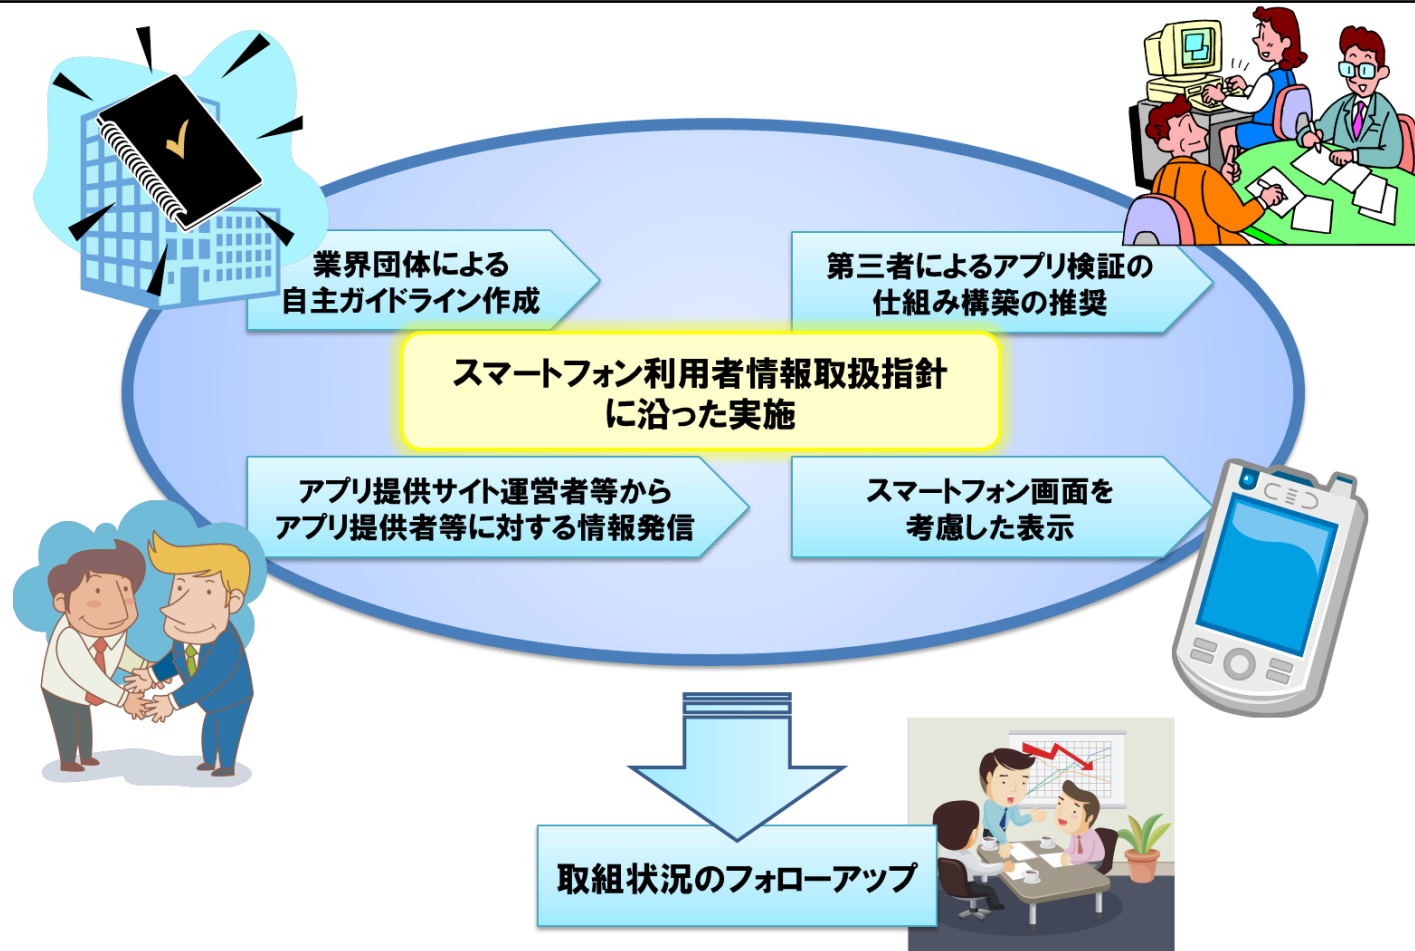 業界団体による
自主ガイドライン作成
第三者によるアプリ検証の
仕組み構築の推奨
スマートフォン利用者情報取扱指針
に沿った実施
アプリ提供サイト運営者等から
アプリ提供者等に対する情報発信
スマートフォン画面を
考慮した表示
取組状況のフォローアップ